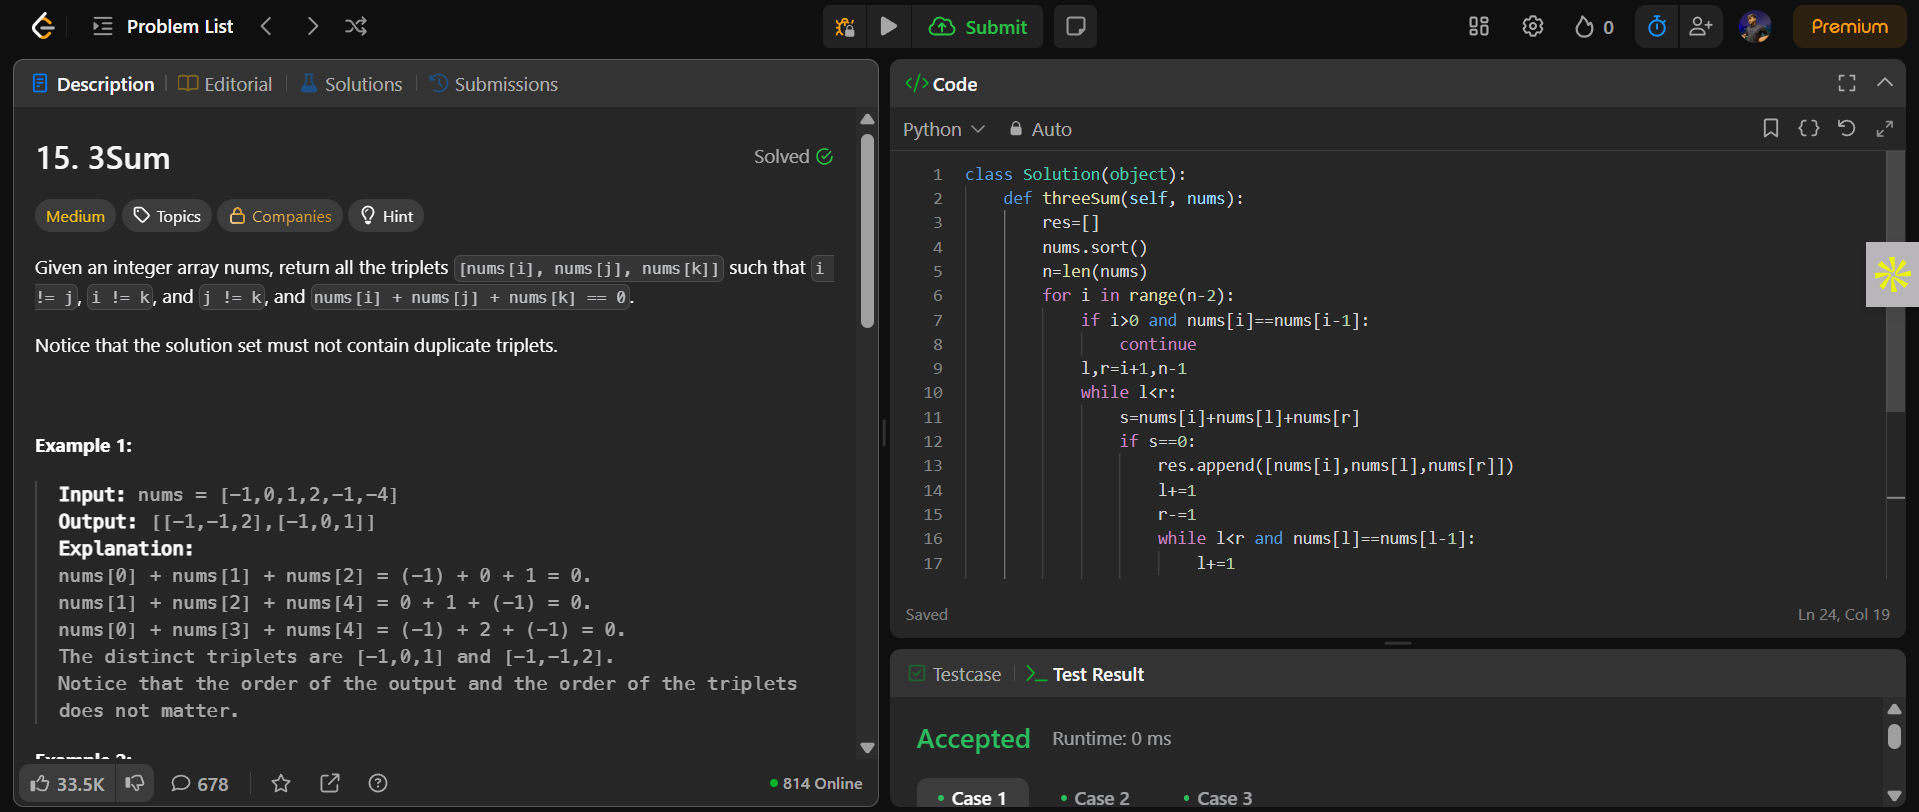 Problem List
Submit
0
Premium
Description
Editorial
Solutions
Submissions
15. 3Sum
Solved
Medium
Topics
Companies
Hint
Given an integer array nums, return all the triplets [nums[i], nums[j], nums[k]] such that i
!= j, i != k, and j != k, and nums[i] + nums[j] + nums[k] == 0.
Notice that the solution set must not contain duplicate triplets.
Example 1:
Input: nums = [-1,0,1,2,-1,-4]
Output: [[-1,-1,2],[-1,0,1]]
Explanation:
nums[0] + nums[1] + nums[2] = (-1) + 0 + 1 = 0.
nums[1] + nums[2] + nums[4] = 0 + 1 + (-1) = 0.
nums[0] + nums[3] + nums[4] = (-1) + 2 + (-1) = 0.
The distinct triplets are [-1,0,1] and [-1,-1,2].
Notice that the order of the output and the order of the triplets
does not matter.
Example 2:
33.5K
678
814 Online
</> Code
Python
Auto
1 class Solution(object):
2 def threeSum(self, nums):
3 res=[]
4 nums.sort()
5 n=len(nums)
6 for i in range(n-2):
7 if i>0 and nums[i]==nums[i-1]:
8 continue
9 l,r=i+1,n-1
10 while l<r:
11 s=nums[i]+nums[l]+nums[r]
12 if s==0:
13 res.append([nums[i],nums[l],nums[r]])
14 l+=1
15 r-=1
16 while l<r and nums[l]==nums[l-1]:
17 l+=1
Saved
Ln 24, Col 19
Testcase
Test Result
Accepted
Runtime: 0 ms
Case 1
Case 2
Case 3